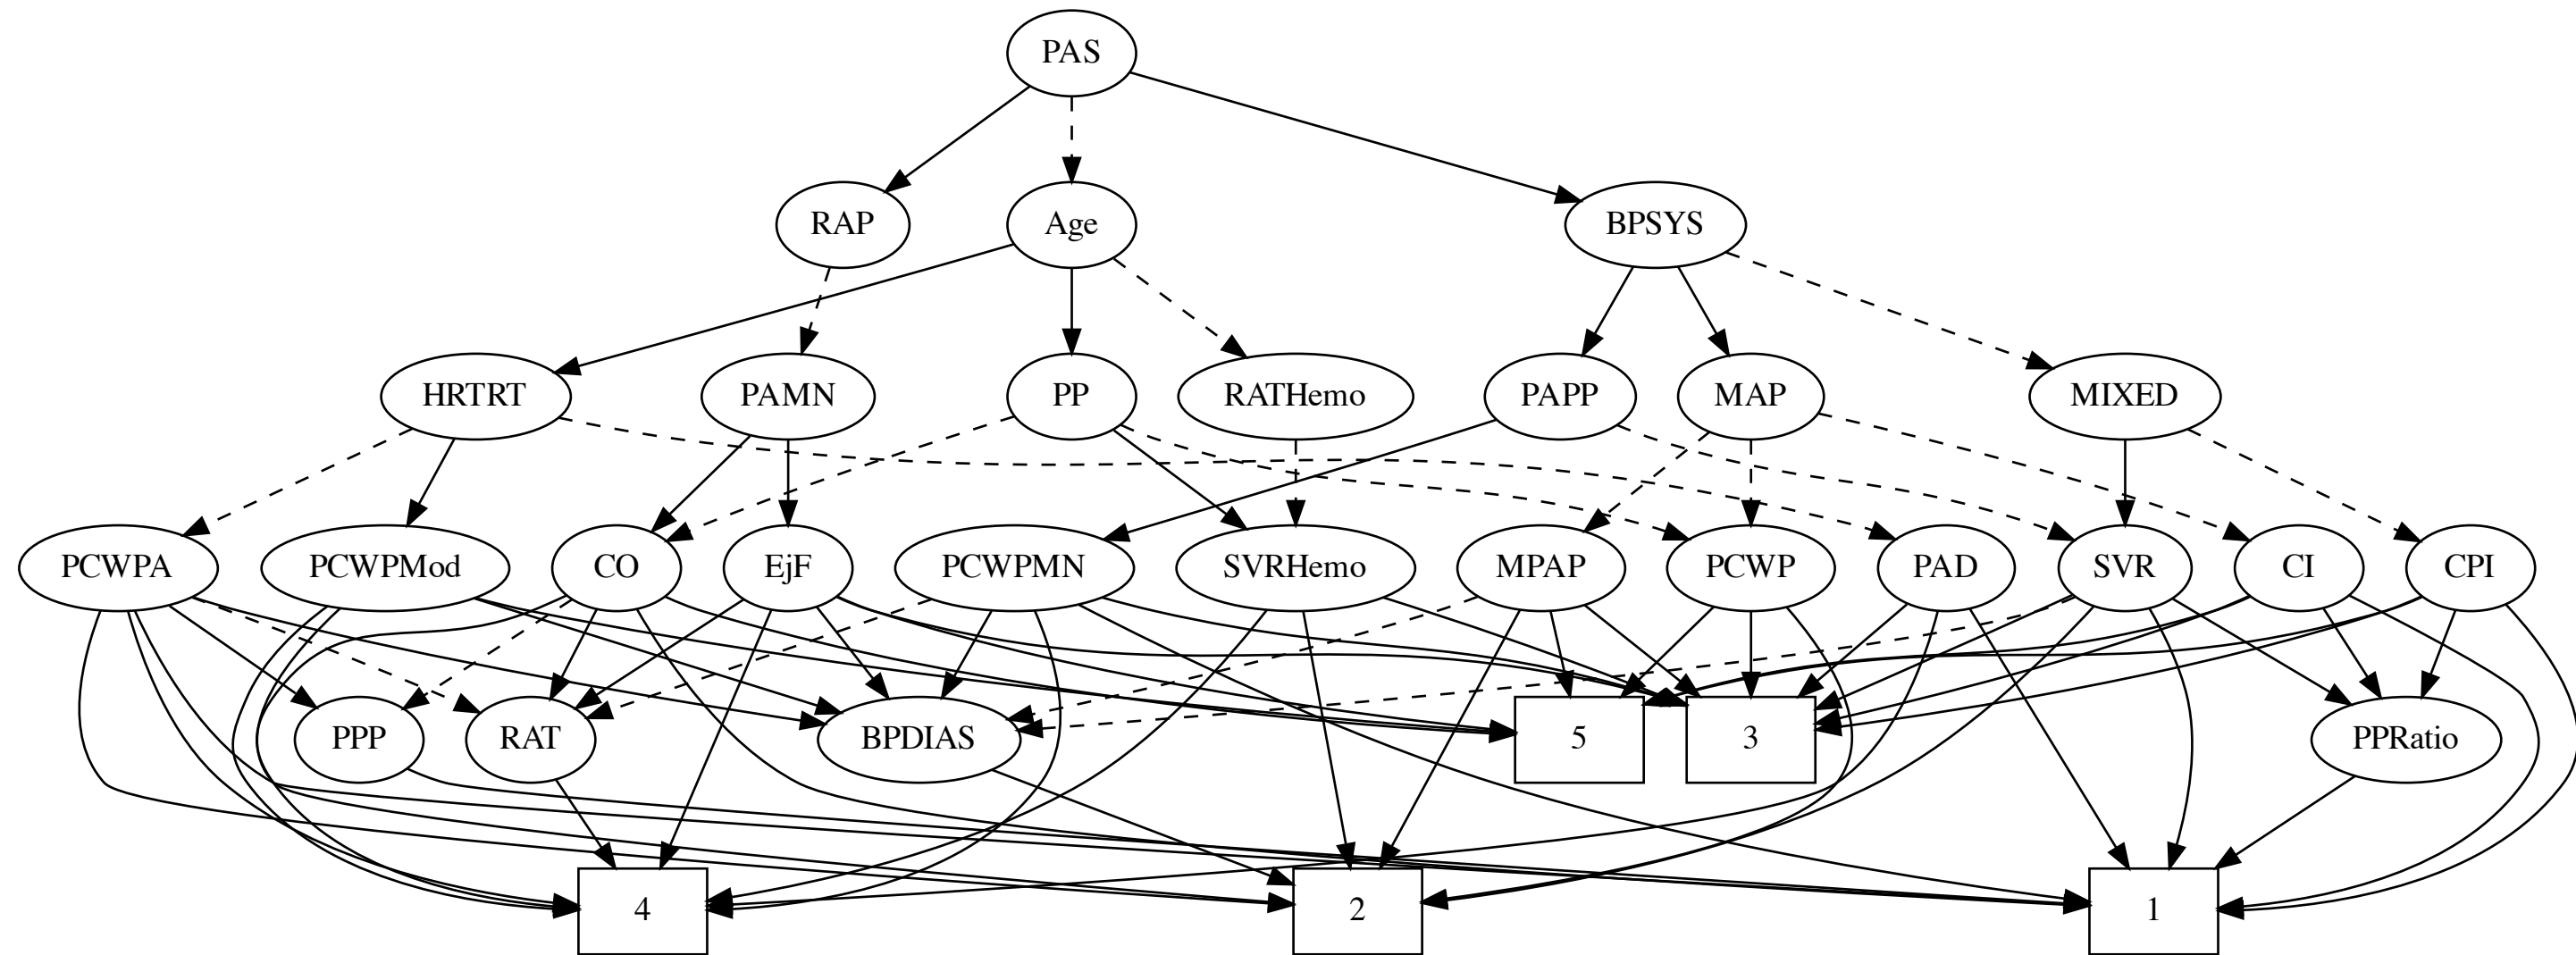 PAS
RAP
Age
BPSYS
HRTRT
PAMN
PP
RATHemo
PAPP
MAP
MIXED
PCWPA
PCWPMod
CO
EjF
PCWPMN
SVRHemo
MPAP
PCWP
PAD
SVR
CI
CPI
PPP
RAT
BPDIAS
5
3
PPRatio
4
2
1